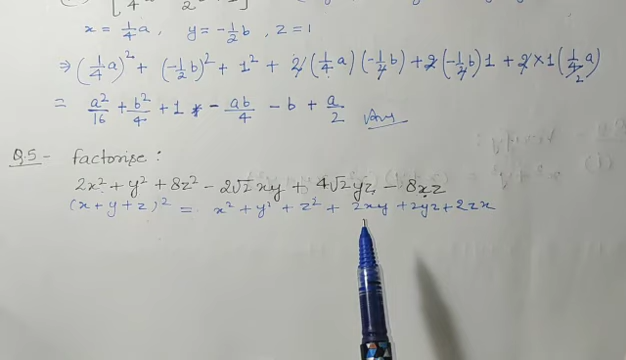 x = 1/4 a, y = -1/2 b, z = 1
⇒ (1/4 a)² + (-1/2 b)² + 1² + 2(1/4 a)(-1/2 b) + 2(-1/2 b)1 + 2×1(1/4 a)
= a²/16 + b²/4 + 1 - ab/4 - b + a/2 Ans
Q.5- factorise :
2x² + y² + 8z² - 2√2 xy + 4√2 yz - 8xz
(x + y + z)² = x² + y² + z² + 2xy + 2yz + 2zx